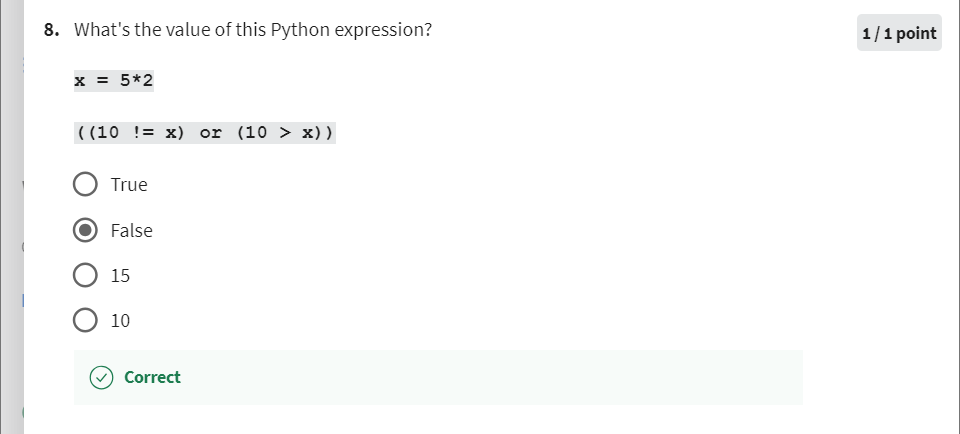 8. What's the value of this Python expression?
1 / 1 point
x = 5*2
((10 != x) or (10 > x))
True
False
15
10
Correct